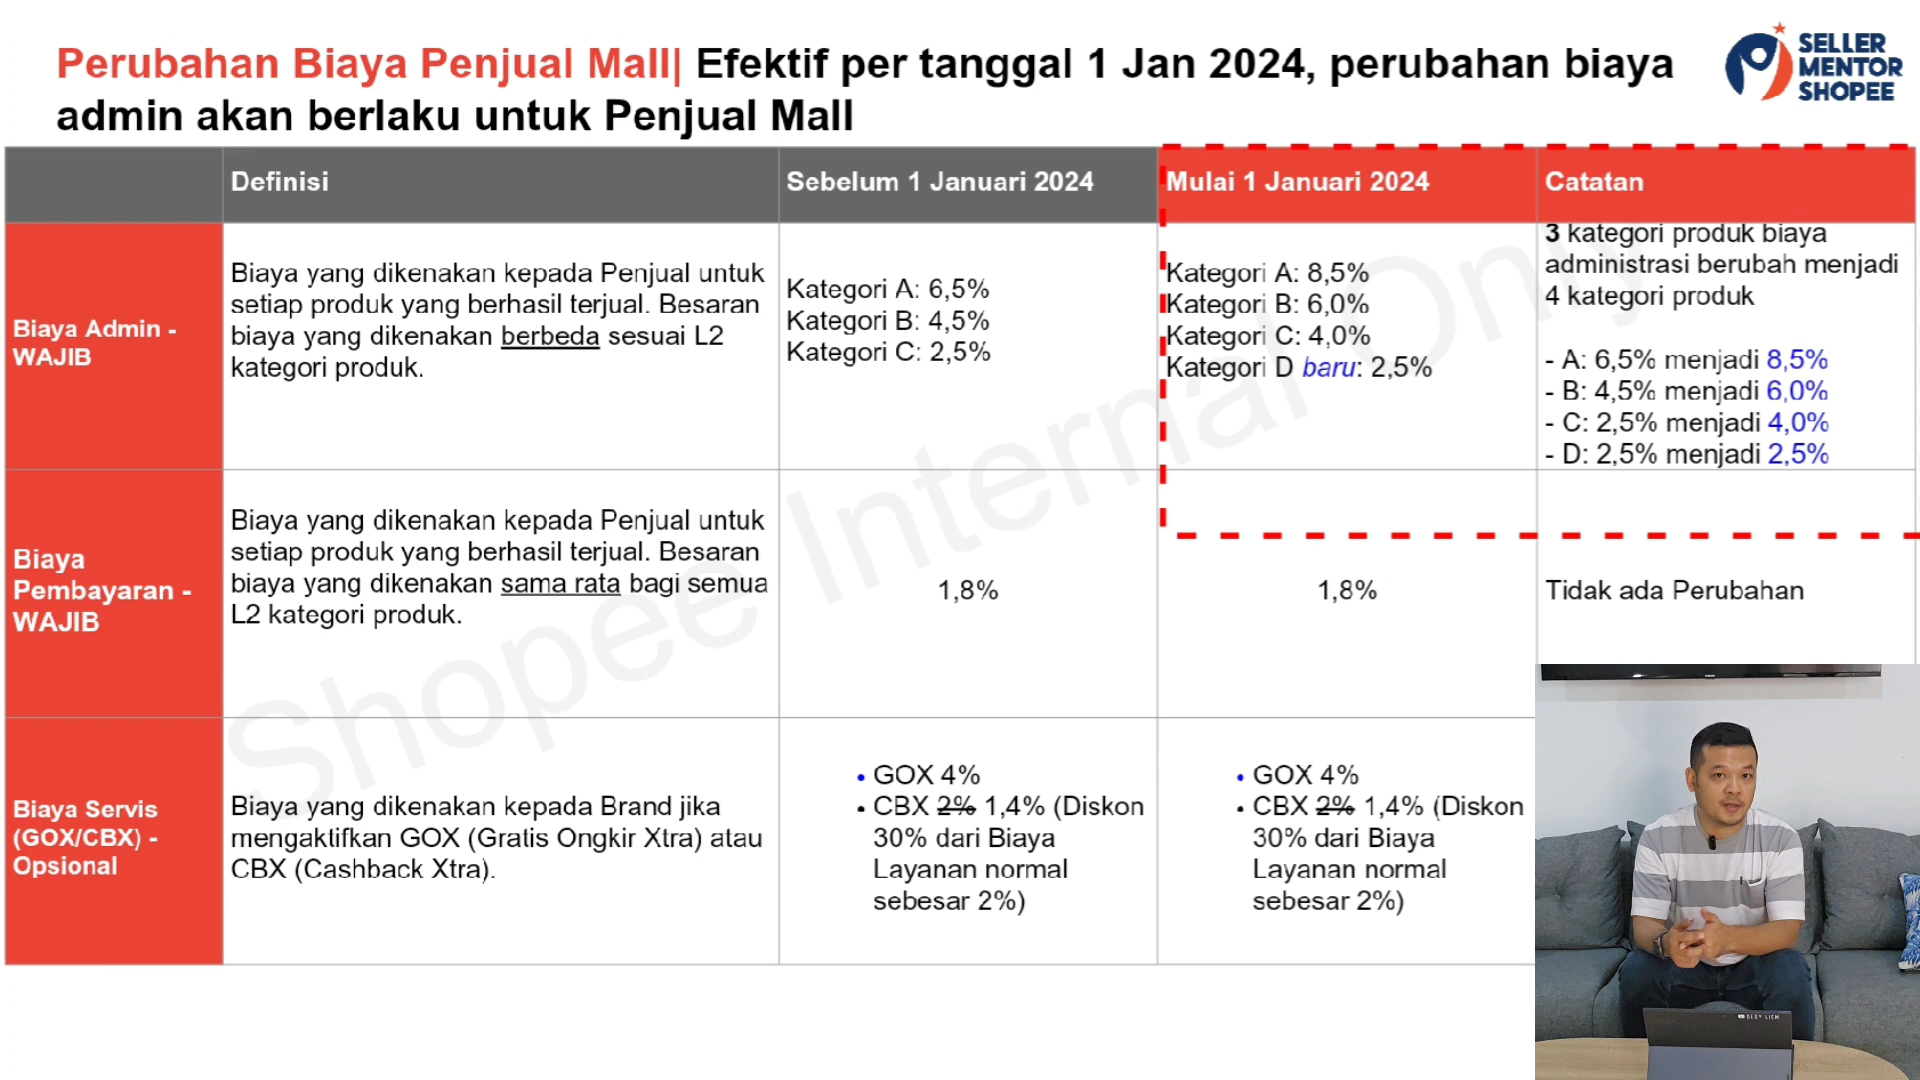 Perubahan Biaya Penjual Mall| Efektif per tanggal 1 Jan 2024, perubahan biaya
admin akan berlaku untuk Penjual Mall
SELLER
MENTOR
SHOPEE
Definisi
Sebelum 1 Januari 2024
Mulai 1 Januari 2024
Catatan
Biaya Admin -
WAJIB
Biaya yang dikenakan kepada Penjual untuk
setiap produk yang berhasil terjual. Besaran
biaya yang dikenakan berbeda sesuai L2
kategori produk.
Kategori A: 6,5%
Kategori B: 4,5%
Kategori C: 2,5%
Kategori A: 8,5%
Kategori B: 6,0%
Kategori C: 4,0%
Kategori D baru: 2,5%
3 kategori produk biaya
administrasi berubah menjadi
4 kategori produk
- A: 6,5% menjadi 8,5%
- B: 4,5% menjadi 6,0%
- C: 2,5% menjadi 4,0%
- D: 2,5% menjadi 2,5%
Biaya
Pembayaran -
WAJIB
Biaya yang dikenakan kepada Penjual untuk
setiap produk yang berhasil terjual. Besaran
biaya yang dikenakan sama rata bagi semua
L2 kategori produk.
1,8%
1,8%
Tidak ada Perubahan
Biaya Servis
(GOX/CBX) -
Opsional
Biaya yang dikenakan kepada Brand jika
mengaktifkan GOX (Gratis Ongkir Xtra) atau
CBX (Cashback Xtra).
• GOX 4%
• CBX 2% 1,4% (Diskon
30% dari Biaya
Layanan normal
sebesar 2%)
• GOX 4%
• CBX 2% 1,4% (Diskon
30% dari Biaya
Layanan normal
sebesar 2%)
Shopee Internal Only
DEDY LIEM